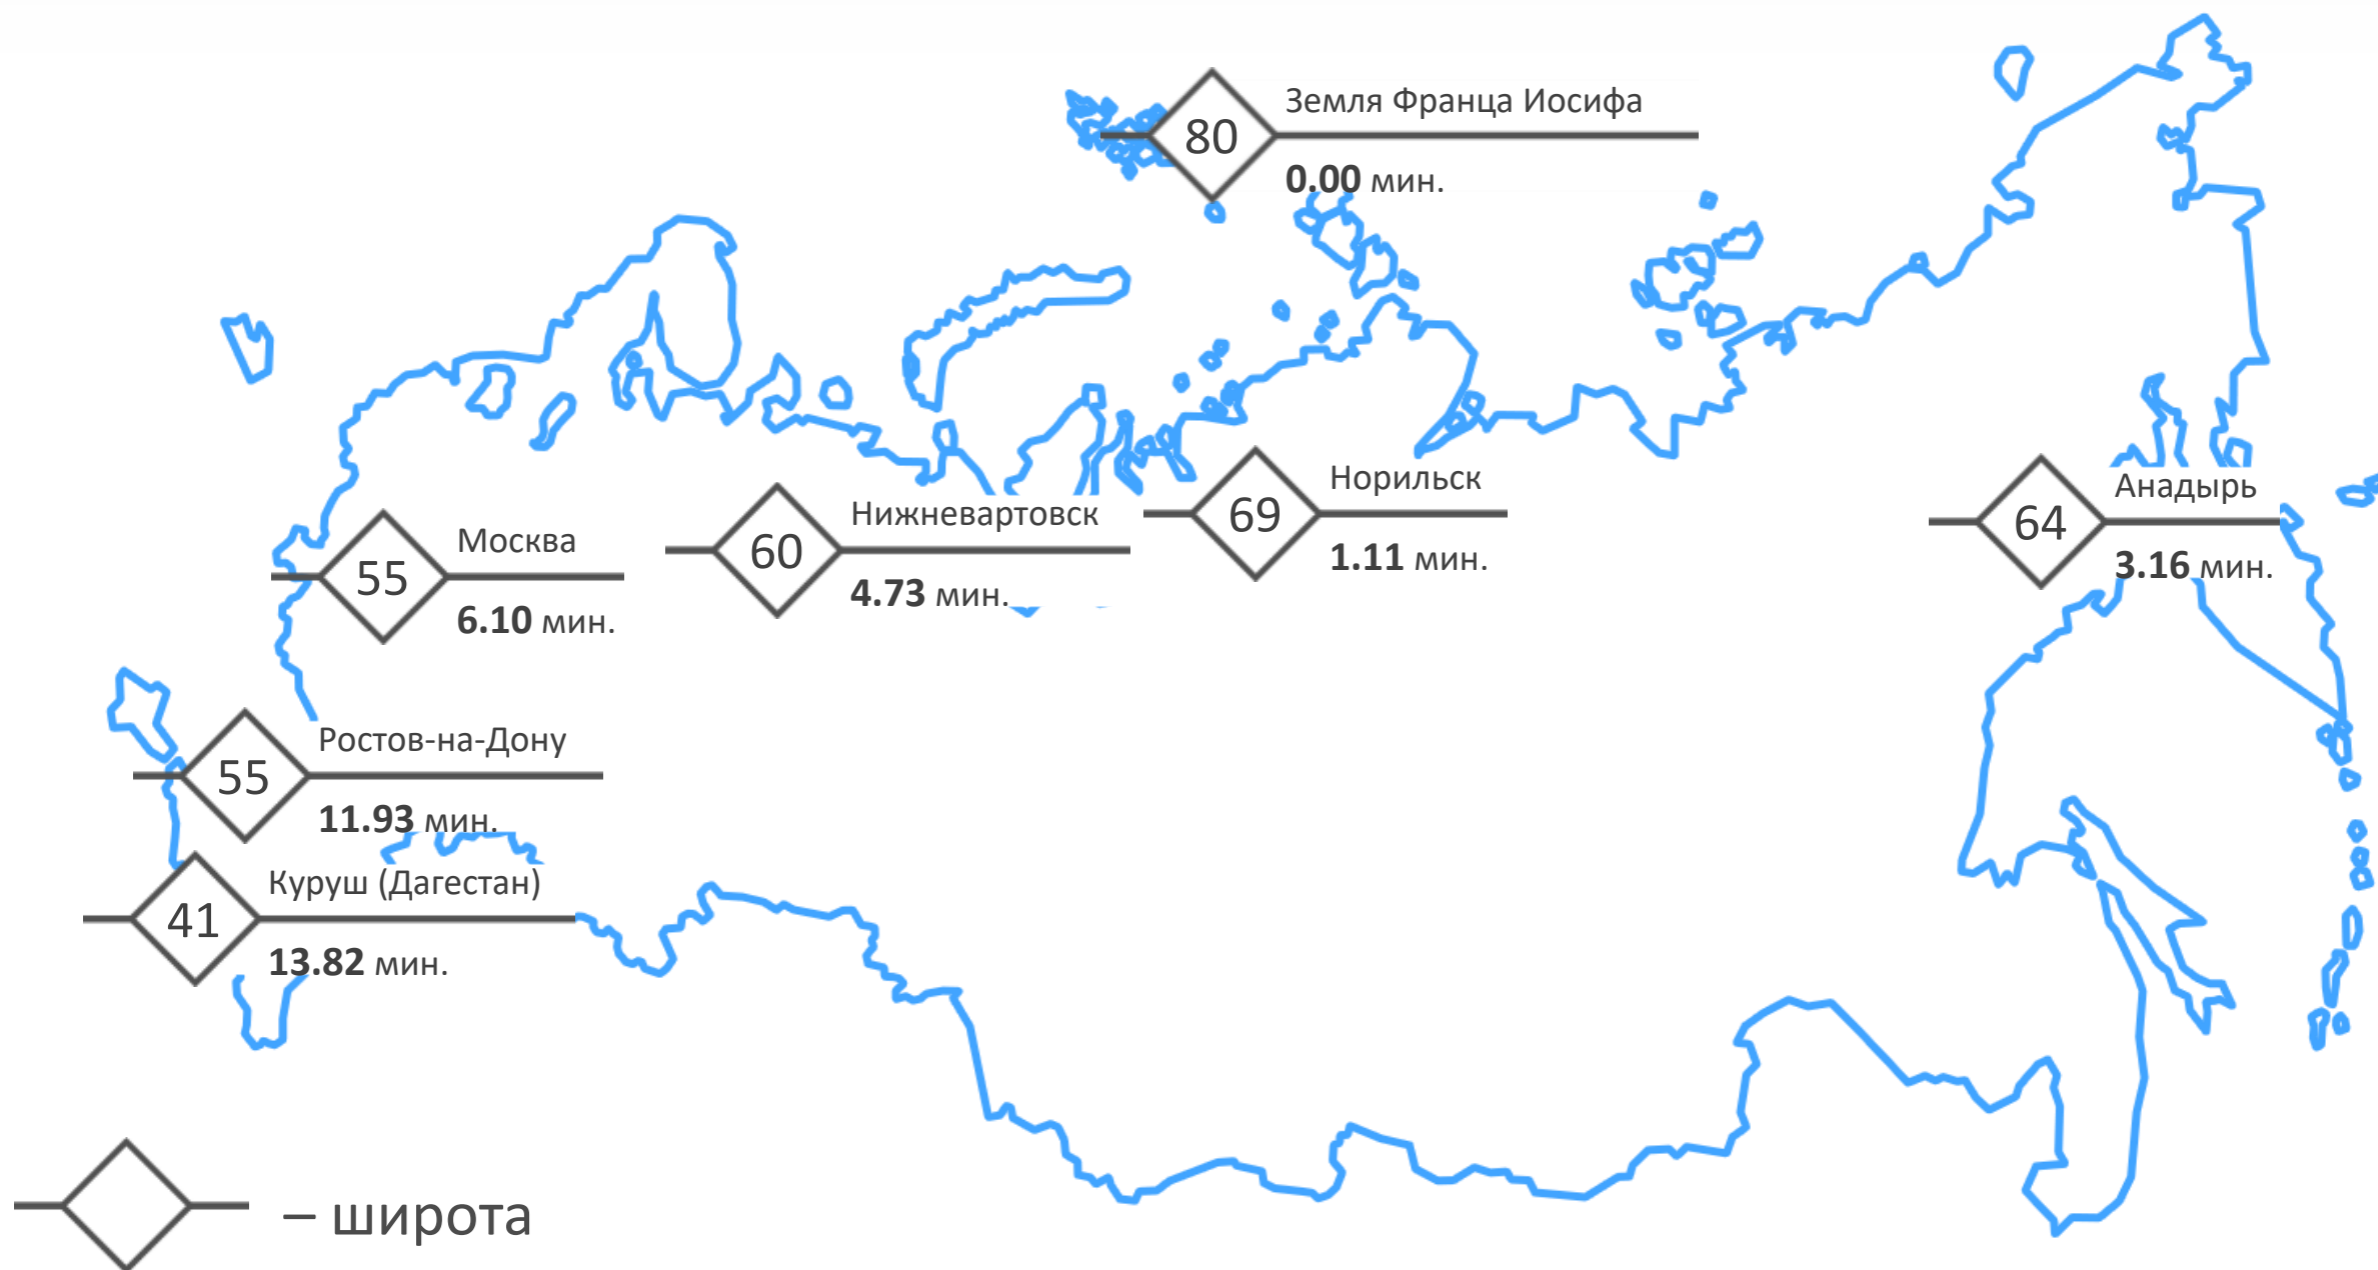 80 Земля Франца Иосифа
0.00 мин.
69 Норильск
1.11 мин.
64 Анадырь
3.16 мин.
60 Нижневартовск
4.73 мин.
55 Москва
6.10 мин.
55 Ростов-на-Дону
11.93 мин.
41 Куруш (Дагестан)
13.82 мин.
– широта